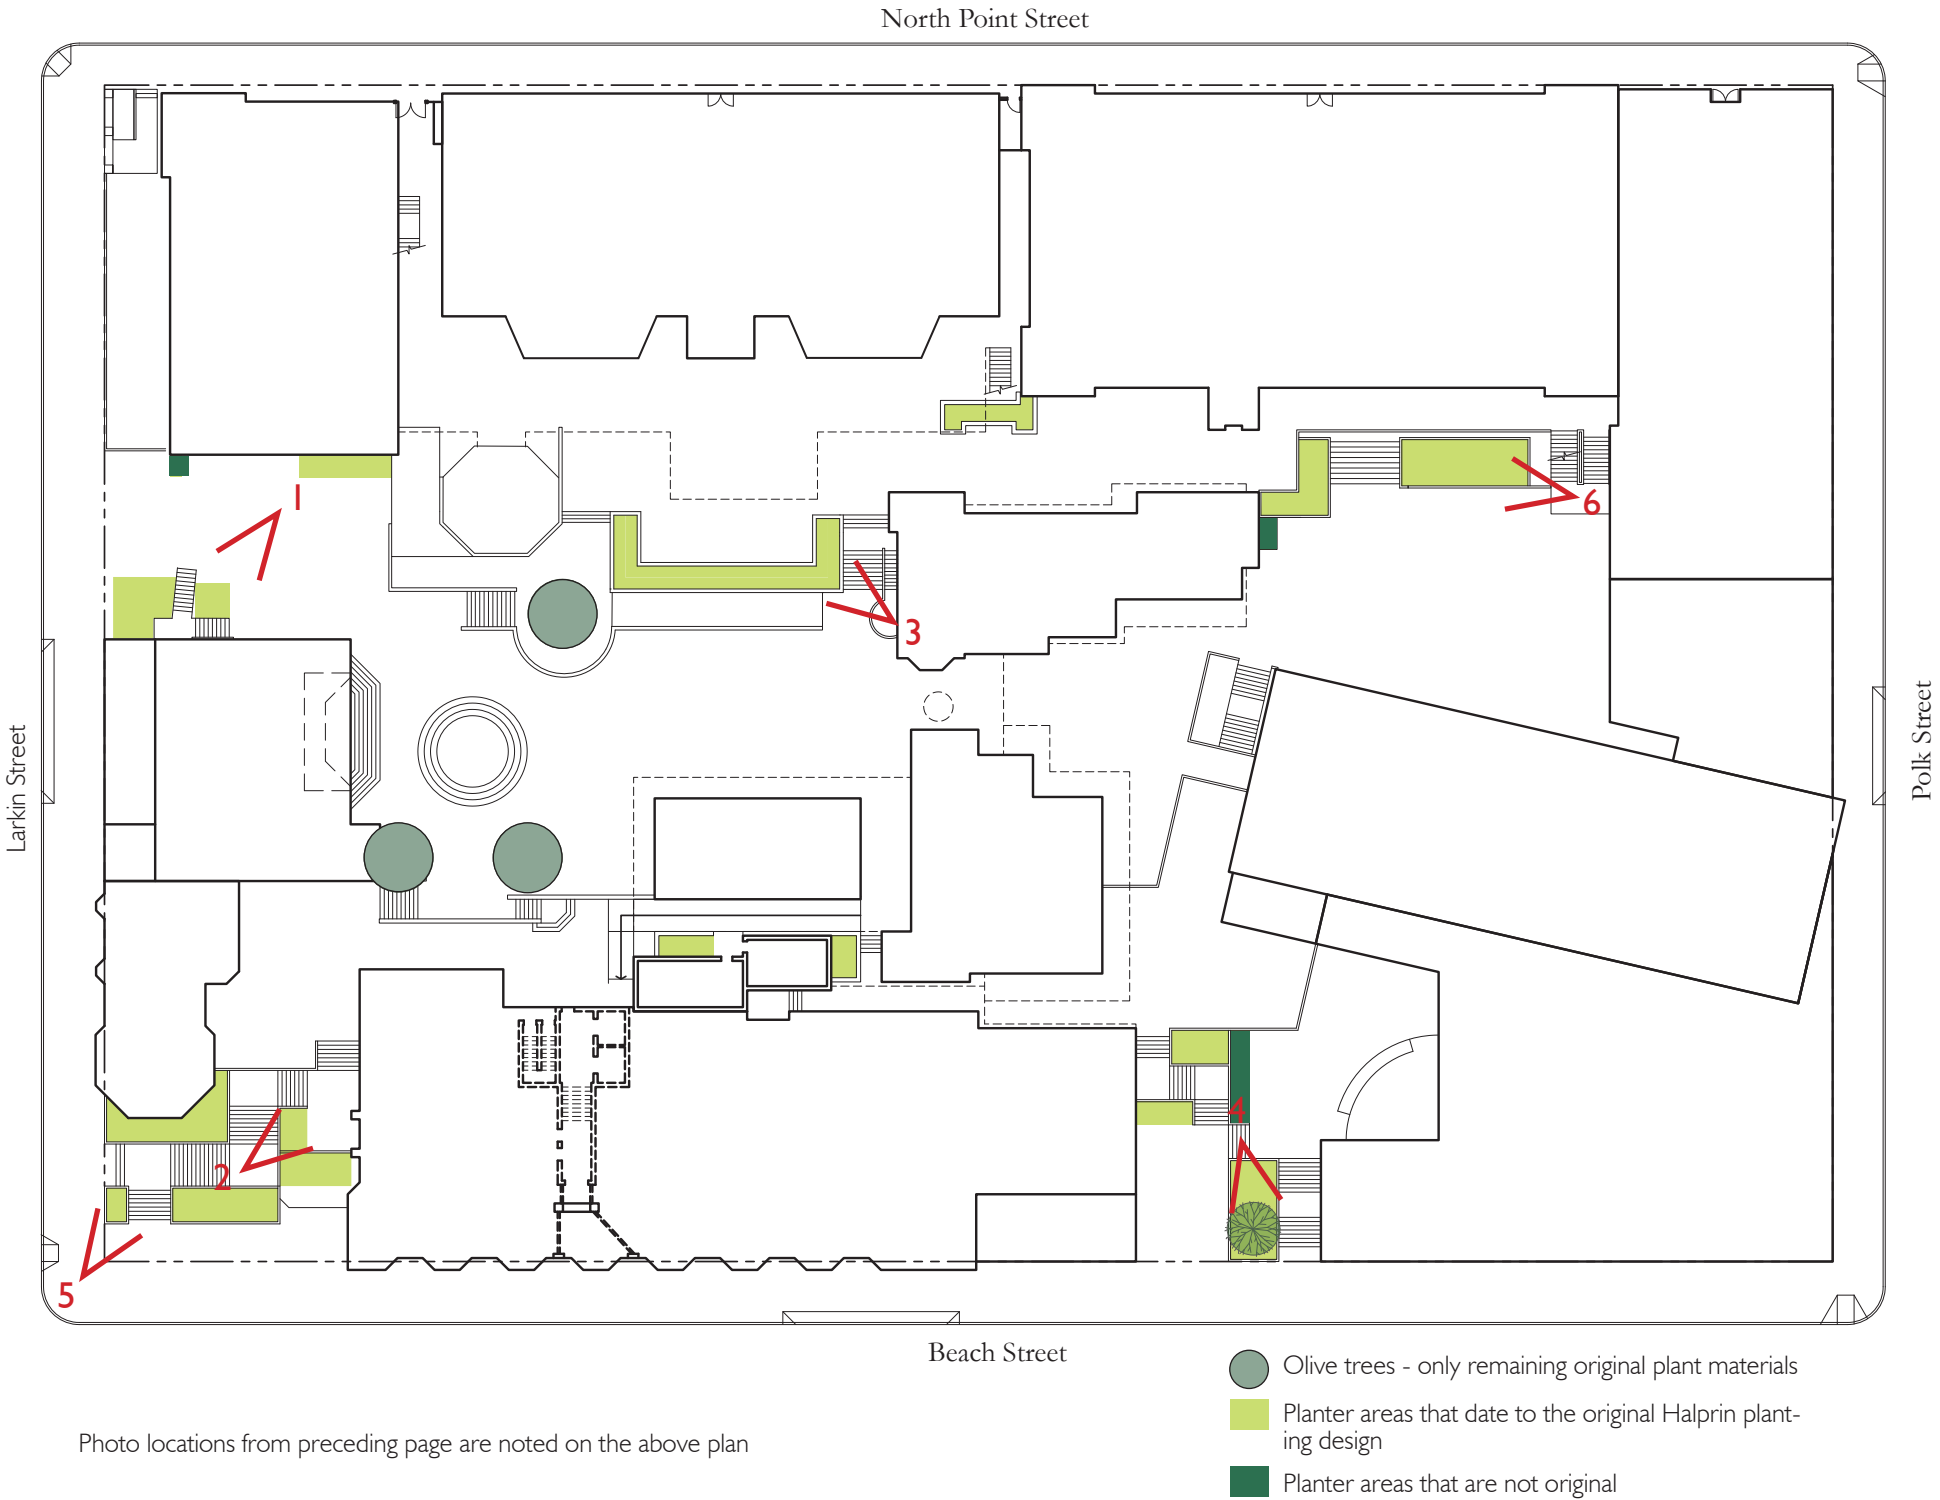 North Point Street
1
6
3
Larkin Street
Polk Street
4
2
5
Beach Street
Olive trees - only remaining original plant materials
Planter areas that date to the original Halprin plant-
ing design
Photo locations from preceding page are noted on the above plan
Planter areas that are not original